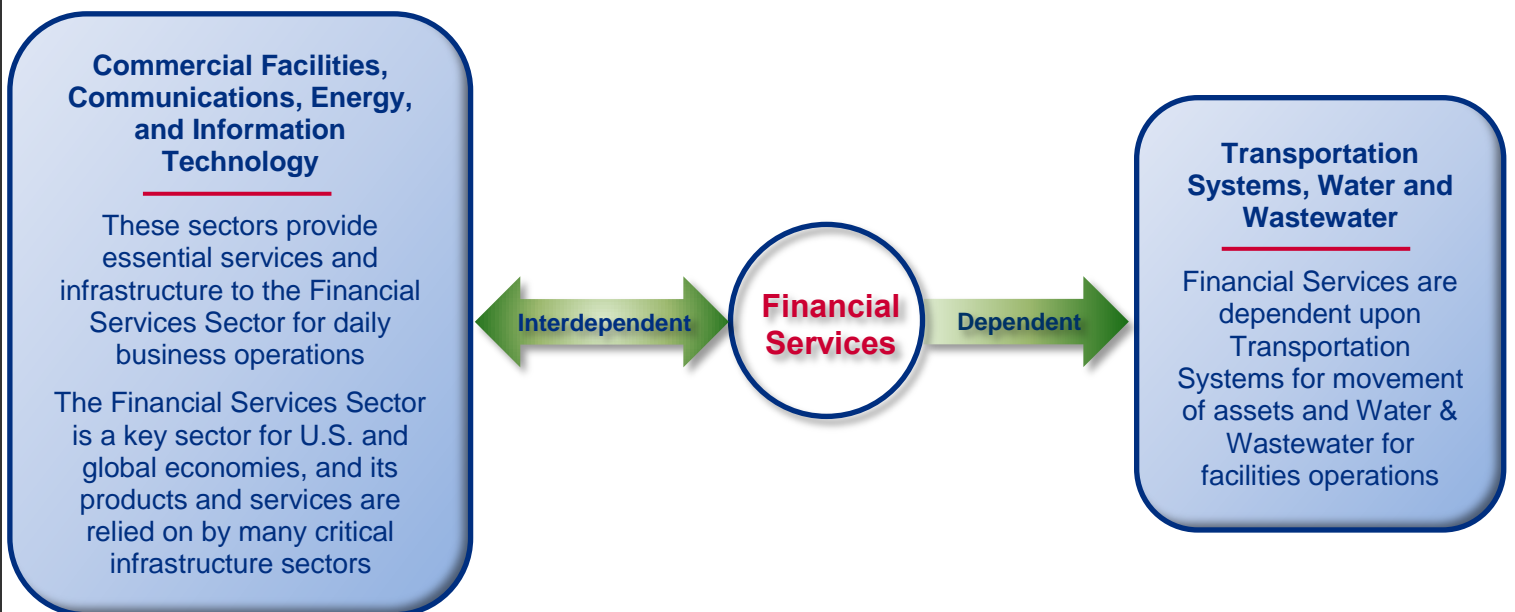 Commercial Facilities,
Communications, Energy,
and Information
Technology
These sectors provide
essential services and
infrastructure to the Financial
Services Sector for daily
business operations
The Financial Services Sector
is a key sector for U.S. and
global economies, and its
products and services are
relied on by many critical
infrastructure sectors
Interdependent
Financial
Services
Dependent
Transportation
Systems, Water and
Wastewater
Financial Services are
dependent upon
Transportation
Systems for movement
of assets and Water &
Wastewater for
facilities operations